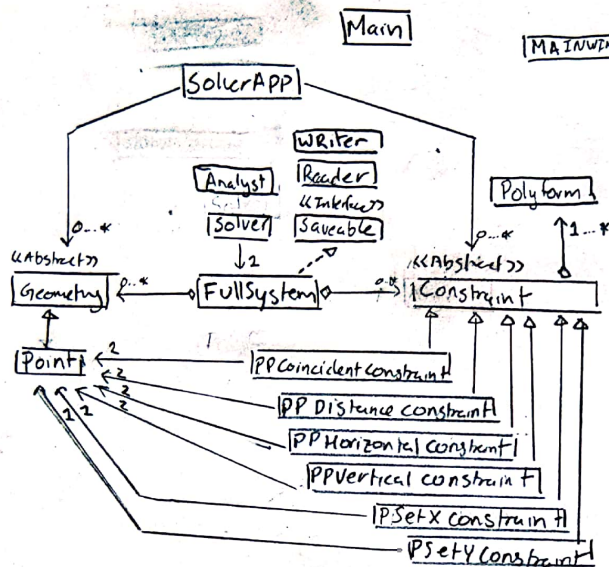 Main
MAINWIN
SolverAPP
WRiter
Analyst
Reader
«Interface»
Polyform
Solver
Saveable
0...*
0...*
1...*
1
«Abstract»
«Abstract»
Geometry
0..*
FullSystem
0..*
Constraint
Point
2
PPCoincident constraint
2
PP Distance constraint
2
PP Horizontal constraint
2
PPVertical constraint
1
2
PSetX constraint
PSetY constraint